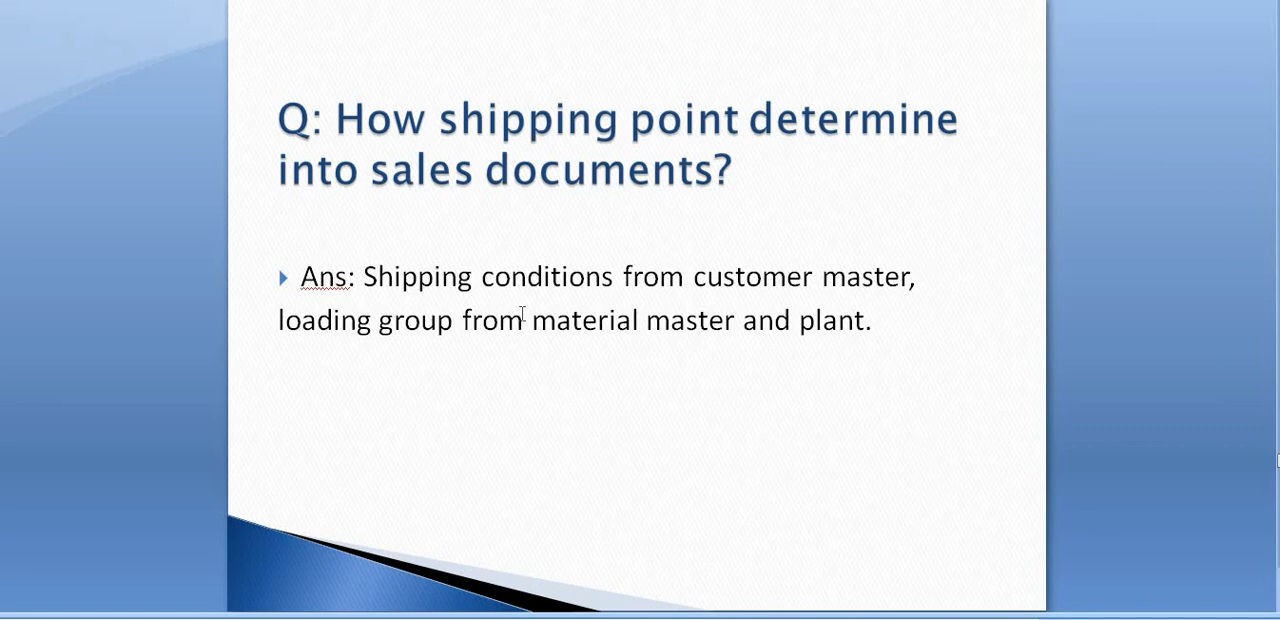 Q: How shipping point determine
into sales documents?
Ans: Shipping conditions from customer master,
loading group from material master and plant.